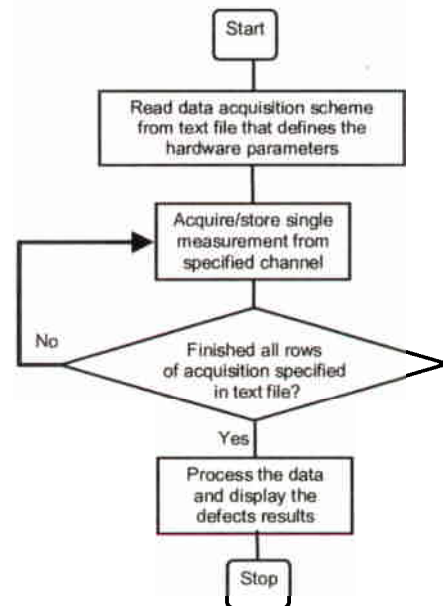 Start
Read data acquisition scheme
from text file that defines the
hardware parameters
Acquire/store single
measurement from
specified channel
No
Finished all rows
of acquisition specified
in text file?
Yes
Process the data
and display the
defects results
Stop